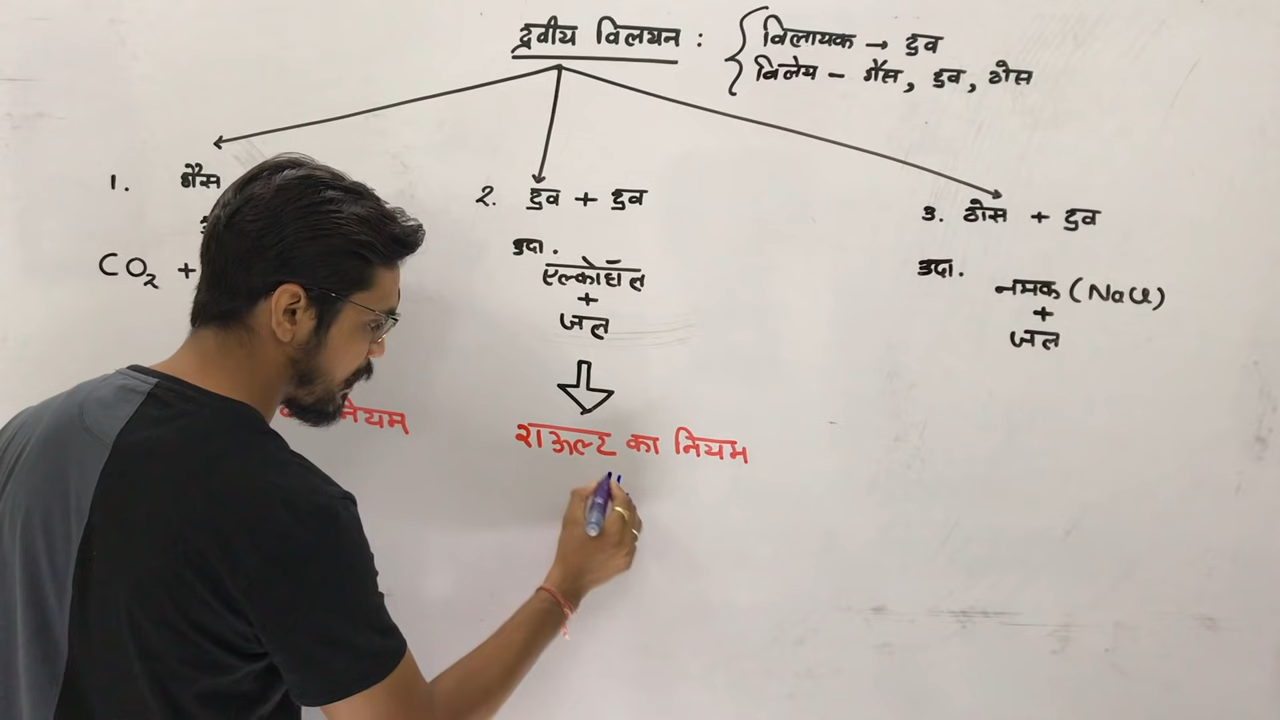 द्रवीय विलयन :
विलायक → द्रव
विलेय - गैस, द्रव, ठोस
1. गैस
CO₂ +
नियम
2. द्रव + द्रव
उदा.
एल्कोहॉल
+
जल
राऊल्ट का नियम
3. ठोस + द्रव
उदा.
नमक (NaCl)
+
जल